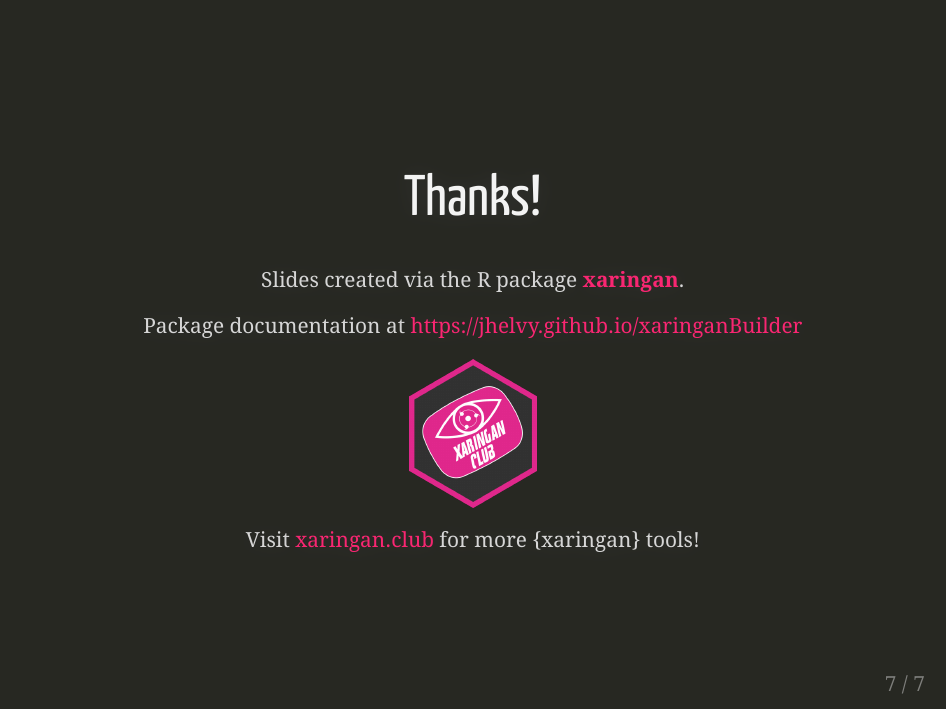 Thanks!
Slides created via the R package xaringan.
Package documentation at https://jhelvy.github.io/xaringanBuilder
XARINGAN
CLUB
Visit xaringan.club for more {xaringan} tools!
7 / 7